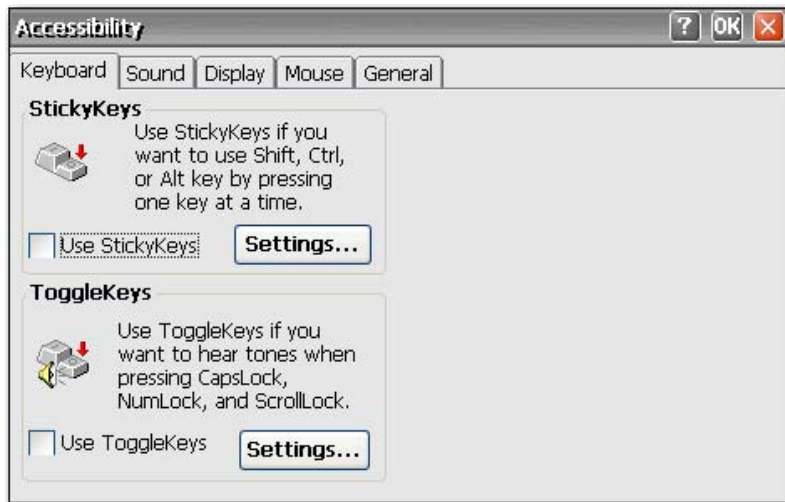 Accessibility ? OK X
Keyboard Sound Display Mouse General
StickyKeys
Use StickyKeys if you
want to use Shift, Ctrl,
or Alt key by pressing
one key at a time.
Use StickyKeys Settings...
ToggleKeys
Use ToggleKeys if you
want to hear tones when
pressing CapsLock,
NumLock, and ScrollLock.
Use ToggleKeys Settings...